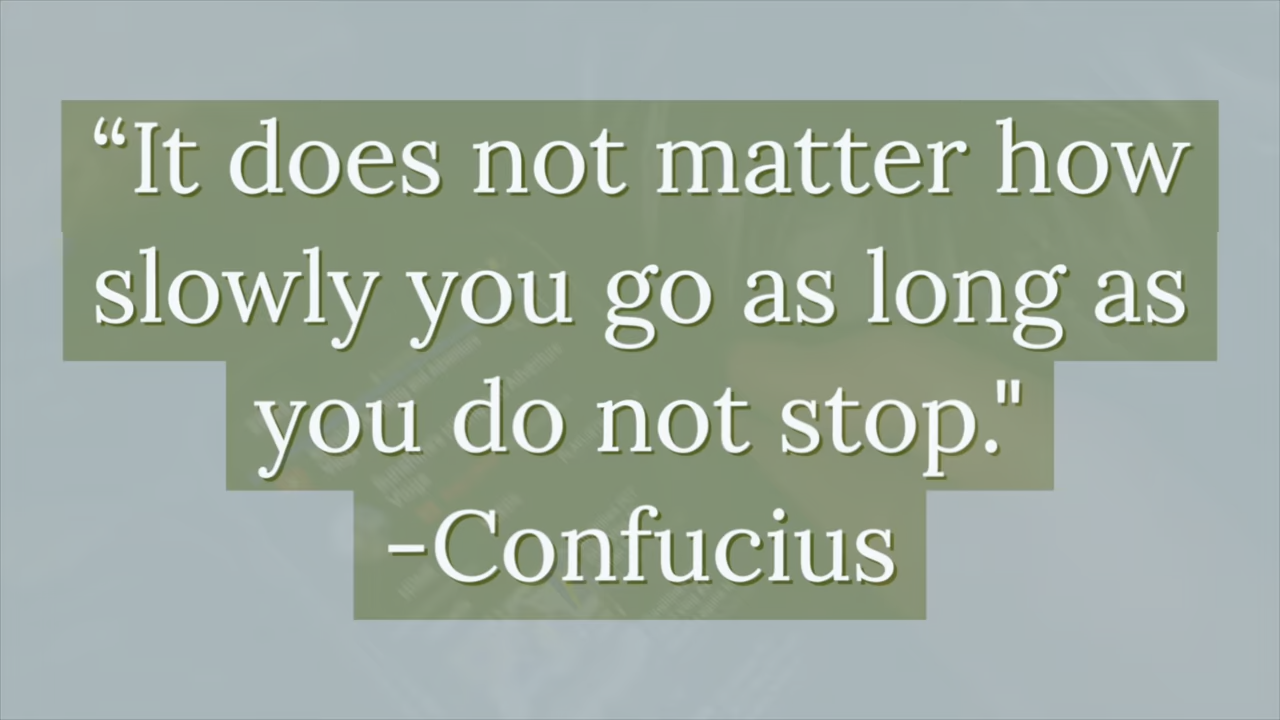 “It does not matter how
slowly you go as long as
you do not stop."
-Confucius